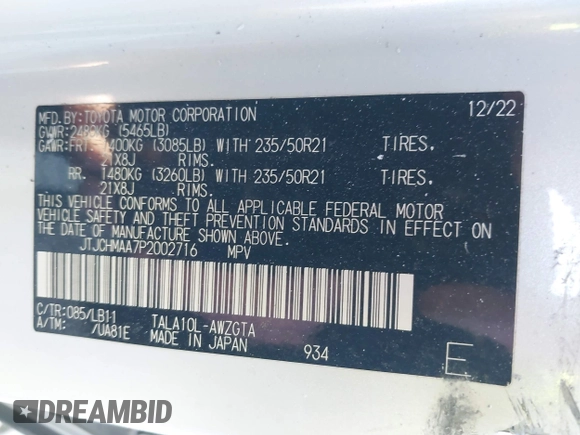 MFD.BY:TOYOTA MOTOR CORPORATION 12/22
GVWR:2480KG (5465LB)
GAWR:FRT. 1400KG (3085LB) WITH 235/50R21 TIRES.
21X8J RIMS.
RR. 1480KG (3260LB) WITH 235/50R21 TIRES.
21X8J RIMS.
THIS VEHICLE CONFORMS TO ALL APPLICABLE FEDERAL MOTOR
VEHICLE SAFETY AND THEFT PREVENTION STANDARDS IN EFFECT ON
THE DATE OF MANUFACTURE SHOWN ABOVE.
JTJCHMAA7P2002716 MPV
C/TR:085/LB11 TALA10L-AWZGTA
A/TM: /UA81E MADE IN JAPAN 934 E
DREAMBID